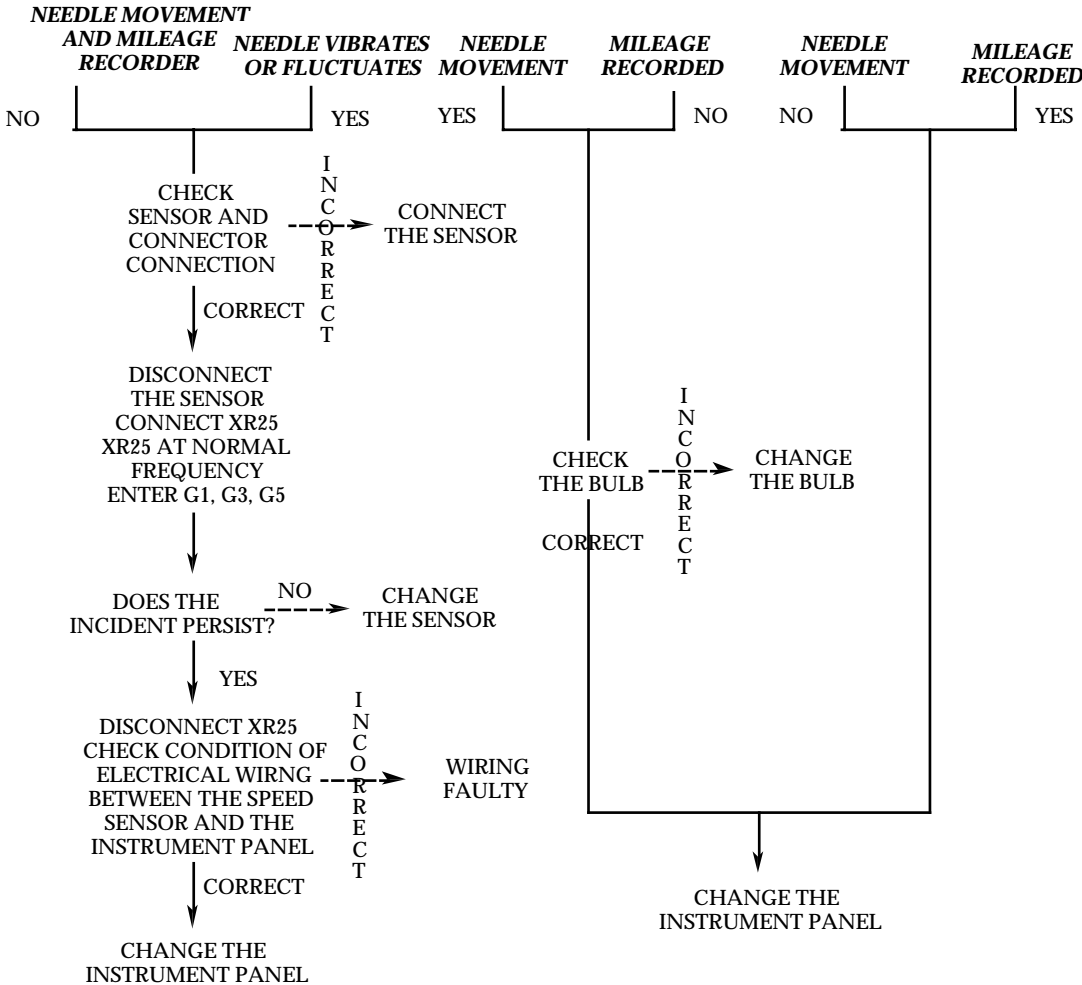 NEEDLE MOVEMENT
AND MILEAGE
RECORDER
NEEDLE VIBRATES
OR FLUCTUATES
NEEDLE
MOVEMENT
MILEAGE
RECORDED
NEEDLE
MOVEMENT
MILEAGE
RECORDED
NO
YES
YES
NO
NO
YES
CHECK
SENSOR AND
CONNECTOR
CONNECTION
INCORRECT
CONNECT
THE SENSOR
CORRECT
DISCONNECT
THE SENSOR
CONNECT XR25
XR25 AT NORMAL
FREQUENCY
ENTER G1, G3, G5
DOES THE
INCIDENT PERSIST?
NO
CHANGE
THE SENSOR
YES
DISCONNECT XR25
CHECK CONDITION OF
ELECTRICAL WIRNG
BETWEEN THE SPEED
SENSOR AND THE
INSTRUMENT PANEL
INCORRECT
WIRING
FAULTY
CORRECT
CHANGE THE
INSTRUMENT PANEL
CHECK
THE BULB
INCORRECT
CHANGE
THE BULB
CORRECT
CHANGE THE
INSTRUMENT PANEL